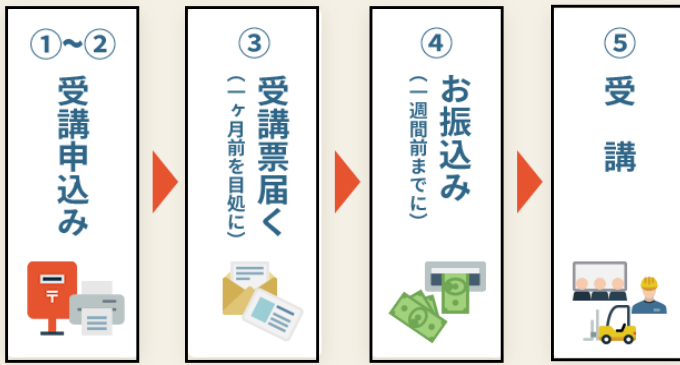 ①～②
受講申込み
③
受講票届く
（一ヶ月前を目処に）
④
お振込み
（一週間前までに）
⑤
受講
〒